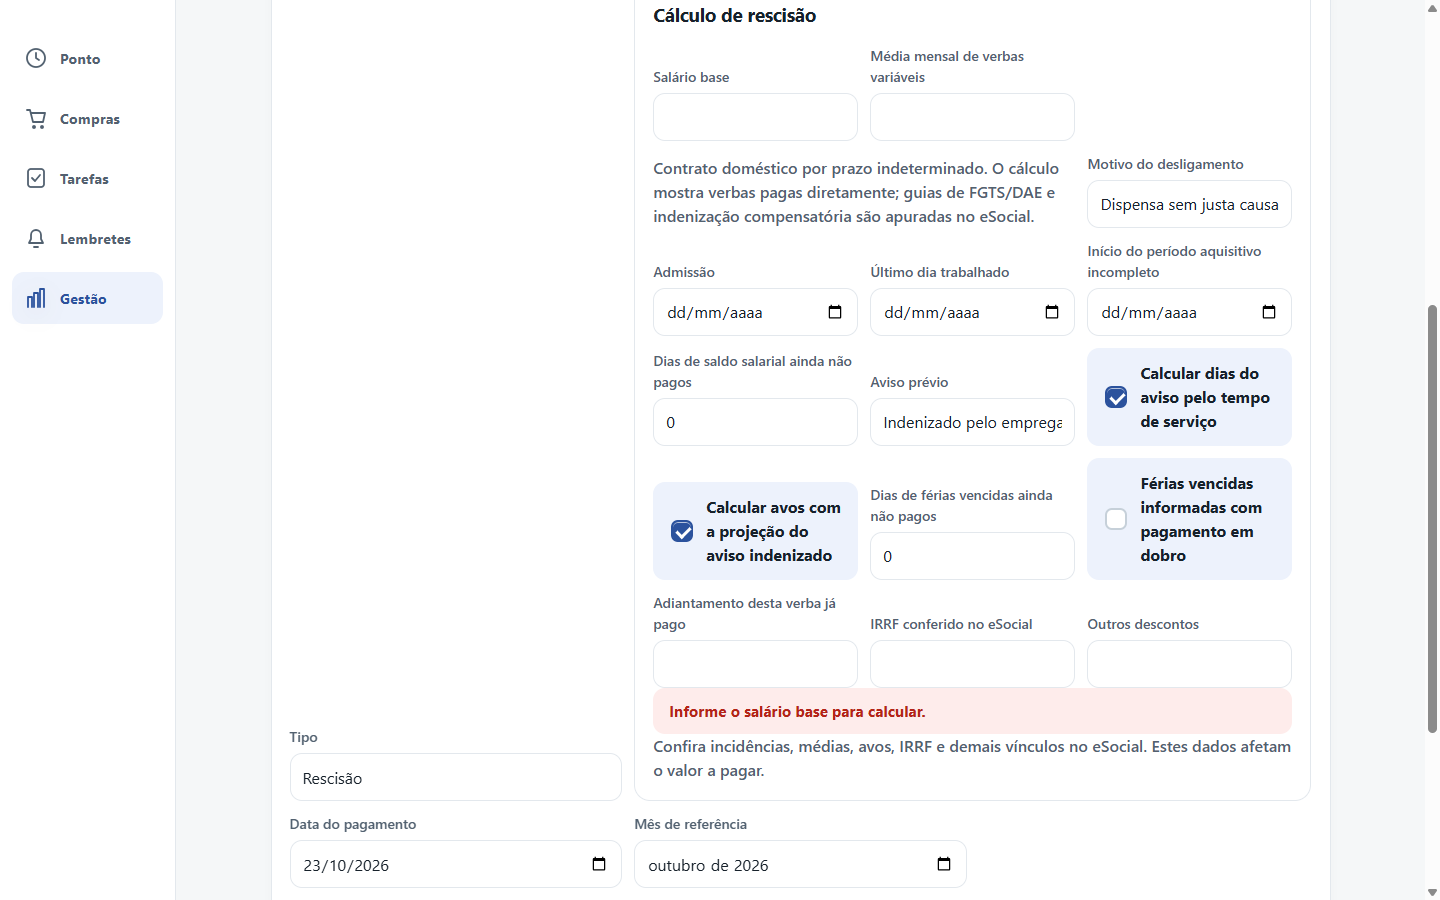 Ponto
Compras
Tarefas
Lembretes
Gestão
Cálculo de rescisão
Salário base
Média mensal de verbas
variáveis
Contrato doméstico por prazo indeterminado. O cálculo
mostra verbas pagas diretamente; guias de FGTS/DAE e
indenização compensatória são apuradas no eSocial.
Motivo do desligamento
Dispensa sem justa causa
Admissão
dd/mm/aaaa
Último dia trabalhado
dd/mm/aaaa
Início do período aquisitivo
incompleto
dd/mm/aaaa
Dias de saldo salarial ainda não
pagos
0
Aviso prévio
Indenizado pelo emprega
Calcular dias do
aviso pelo tempo
de serviço
Calcular avos com
a projeção do
aviso indenizado
Dias de férias vencidas ainda
não pagos
0
Férias vencidas
informadas com
pagamento em
dobro
Adiantamento desta verba já
pago
IRRF conferido no eSocial
Outros descontos
Informe o salário base para calcular.
Confira incidências, médias, avos, IRRF e demais vínculos no eSocial. Estes dados afetam
o valor a pagar.
Tipo
Rescisão
Data do pagamento
23/10/2026
Mês de referência
outubro de 2026